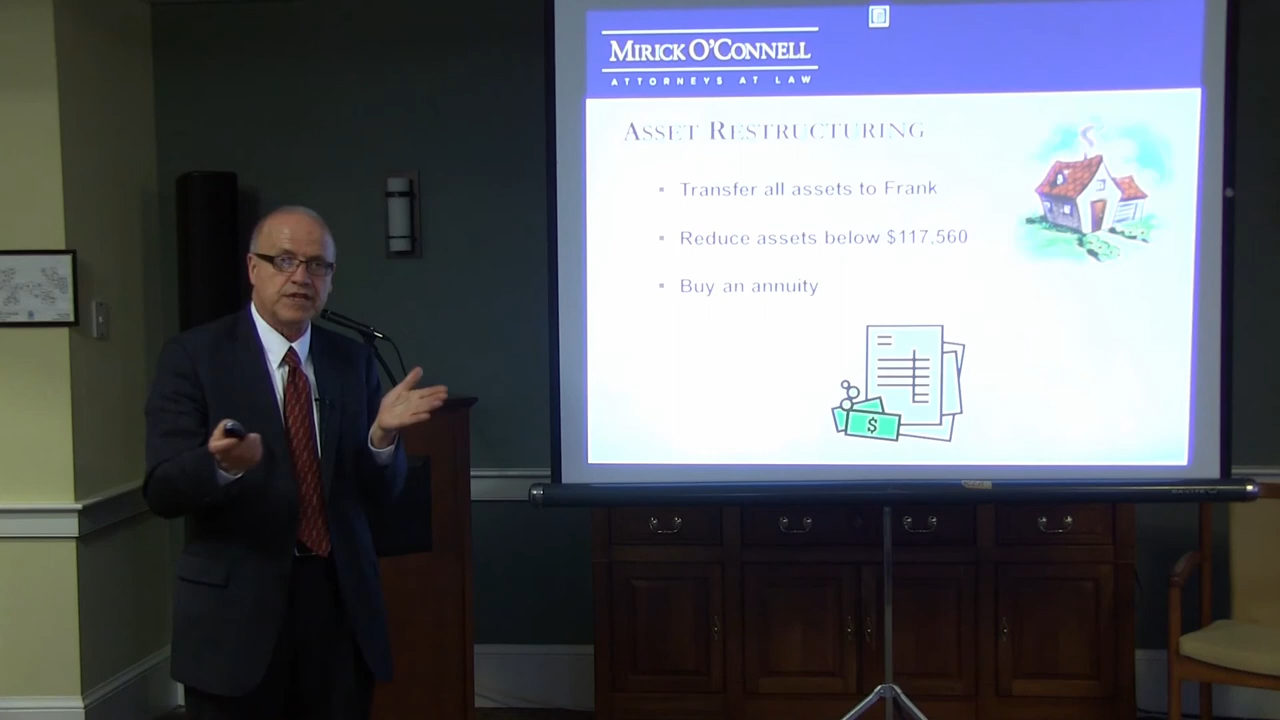 MIRICK O'CONNELL
ATTORNEYS AT LAW
ASSET RESTRUCTURING
▪ Transfer all assets to Frank
▪ Reduce assets below $117,560
▪ Buy an annuity
$